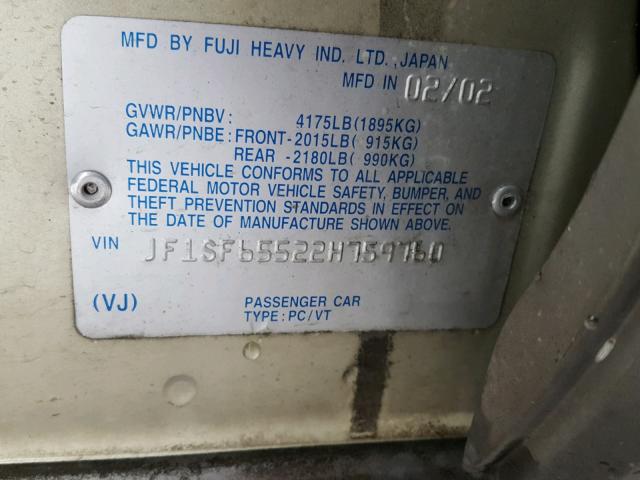 MFD BY FUJI HEAVY IND. LTD.,JAPAN
MFD IN 02/02
GVWR/PNBV: 4175LB(1895KG)
GAWR/PNBE: FRONT-2015LB( 915KG)
REAR -2180LB( 990KG)
THIS VEHICLE CONFORMS TO ALL APPLICABLE
FEDERAL MOTOR VEHICLE SAFETY, BUMPER, AND
THEFT PREVENTION STANDARDS IN EFFECT ON
THE DATE OF MANUFACTURE SHOWN ABOVE.
VIN JF1SF65522H759760
(VJ) PASSENGER CAR
TYPE: PC/VT